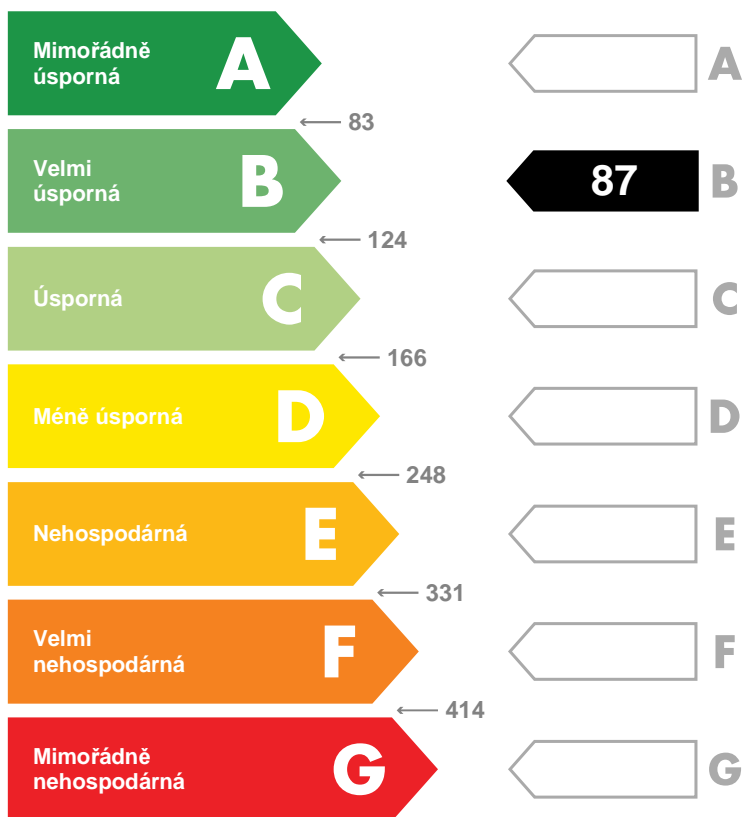 Mimořádně
úsporná
A
A
83
Velmi
úsporná
B
87
B
124
Úsporná
C
C
166
Méně úsporná
D
D
248
Nehospodárná
E
E
331
Velmi
nehospodárná
F
F
414
Mimořádně
nehospodárná
G
G